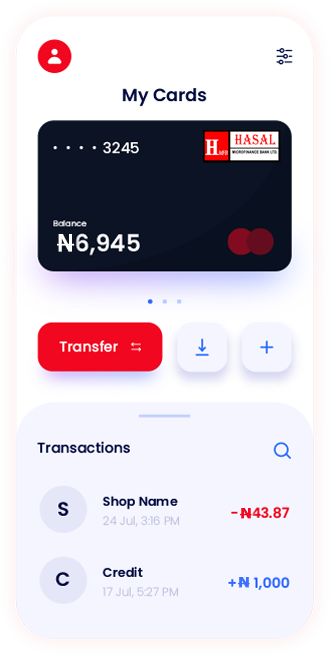 My Cards
• • • • 3245
HASAL
MICROFINANCE BANK LTD.
Balance
₦6,945
Transfer
Transactions
S
Shop Name
24 Jul, 3:16 PM
-₦43.87
C
Credit
17 Jul, 5:27 PM
+₦ 1,000